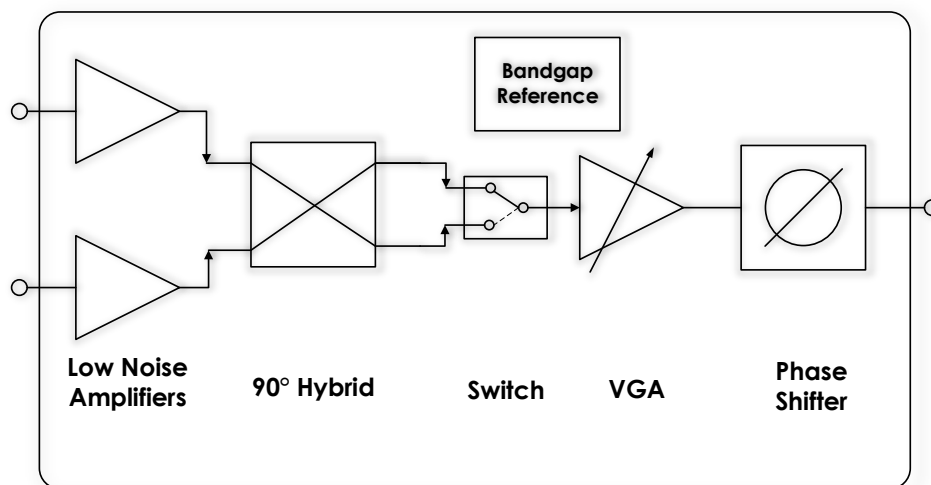 Bandgap
Reference
Low Noise
Amplifiers
90° Hybrid
Switch
VGA
Phase
Shifter